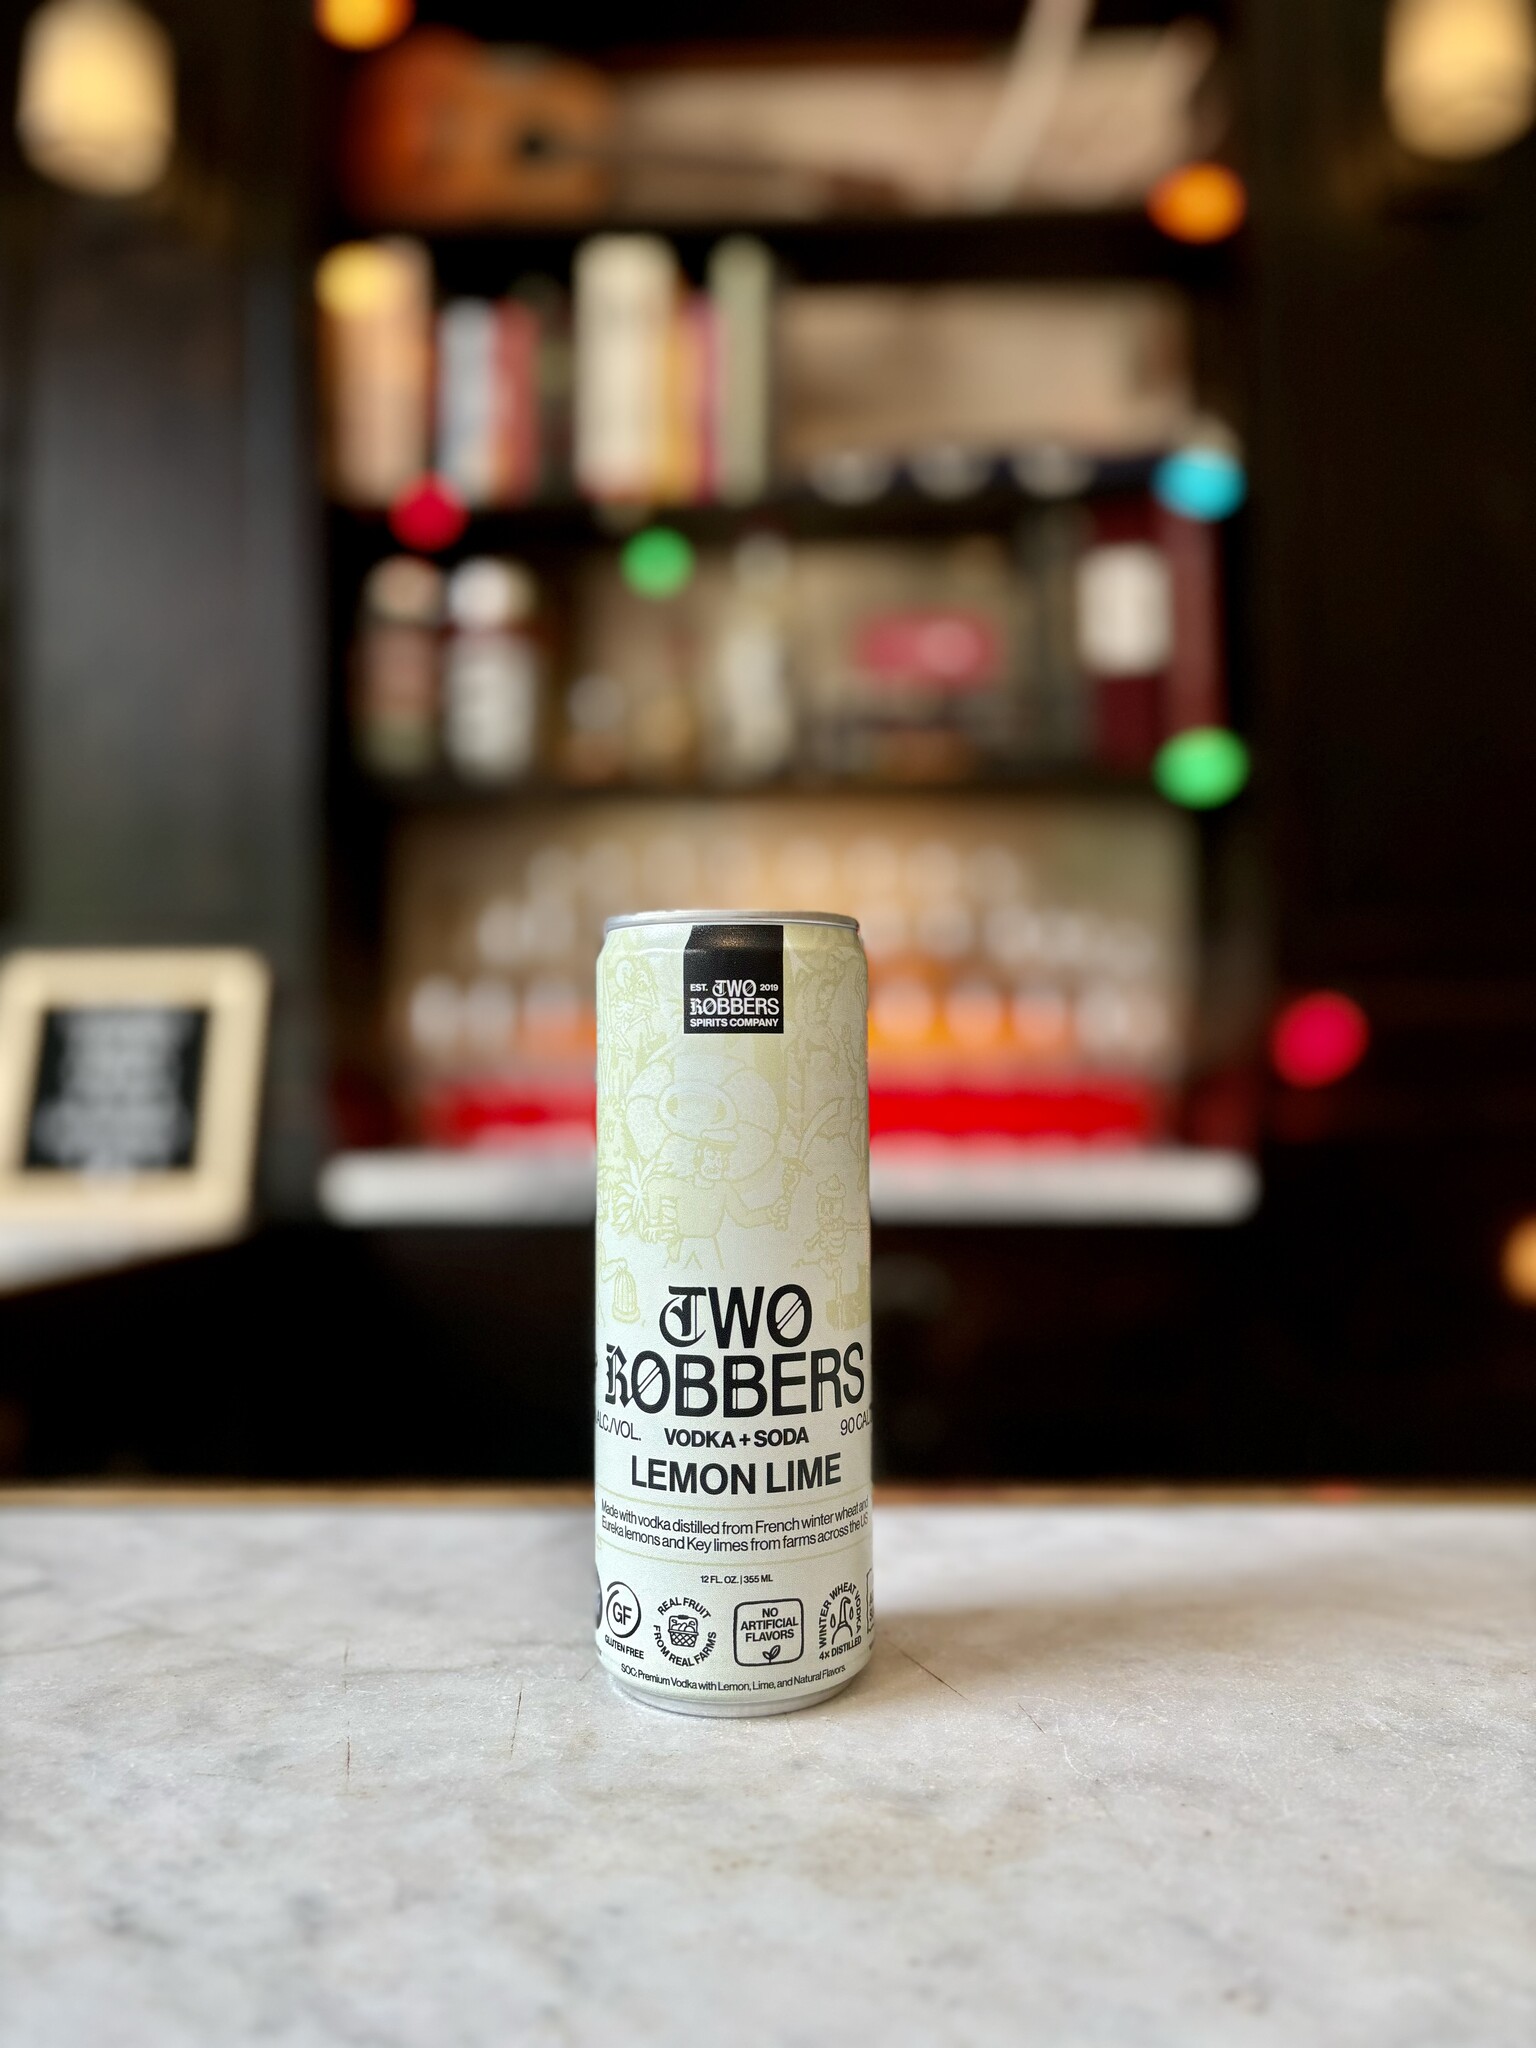 EST. TWO 2019
ROBBERS
SPIRITS COMPANY
TWO
ROBBERS
ALC./VOL. VODKA + SODA 90
LEMON LIME
Made with vodka distilled from French winter wheat and
Eureka lemons and Key limes from farms across the US
12 FL. OZ. | 355 ML
GF
GLUTEN FREE
REAL FRUIT
FROM REAL FARMS
NO
ARTIFICIAL
FLAVORS
WINTER WHEAT VODKA
4x DISTILLED
SOC: Premium Vodka with Lemon, Lime, and Natural Flavors.